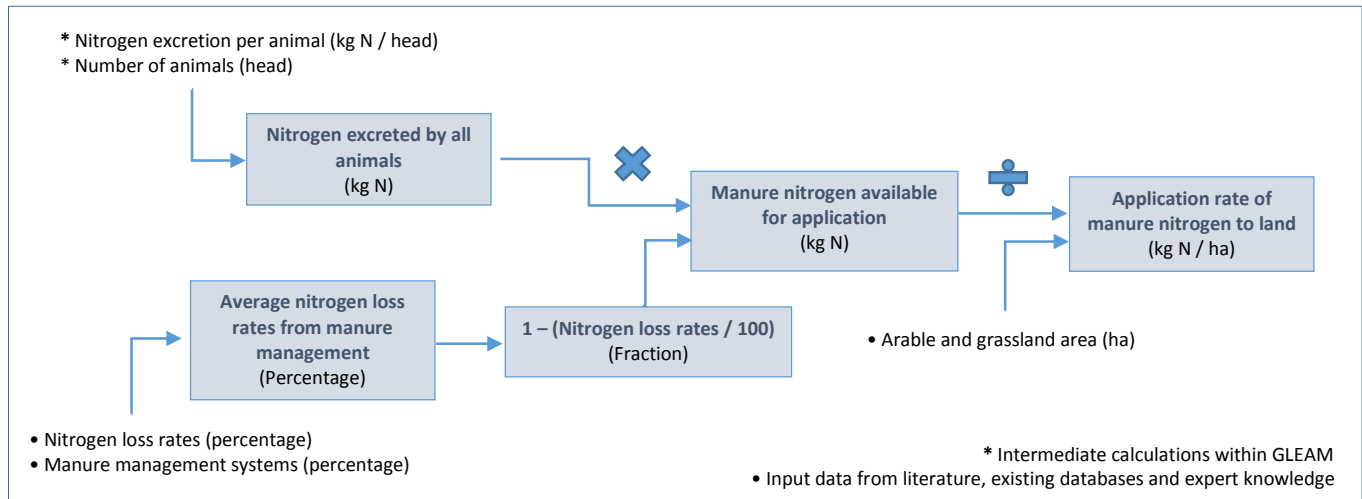 * Nitrogen excretion per animal (kg N / head)
* Number of animals (head)
Nitrogen excreted by all
animals
(kg N)
Manure nitrogen available
for application
(kg N)
Application rate of
manure nitrogen to land
(kg N / ha)
Average nitrogen loss
rates from manure
management
(Percentage)
1 – (Nitrogen loss rates / 100)
(Fraction)
• Arable and grassland area (ha)
• Nitrogen loss rates (percentage)
• Manure management systems (percentage)
* Intermediate calculations within GLEAM
• Input data from literature, existing databases and expert knowledge